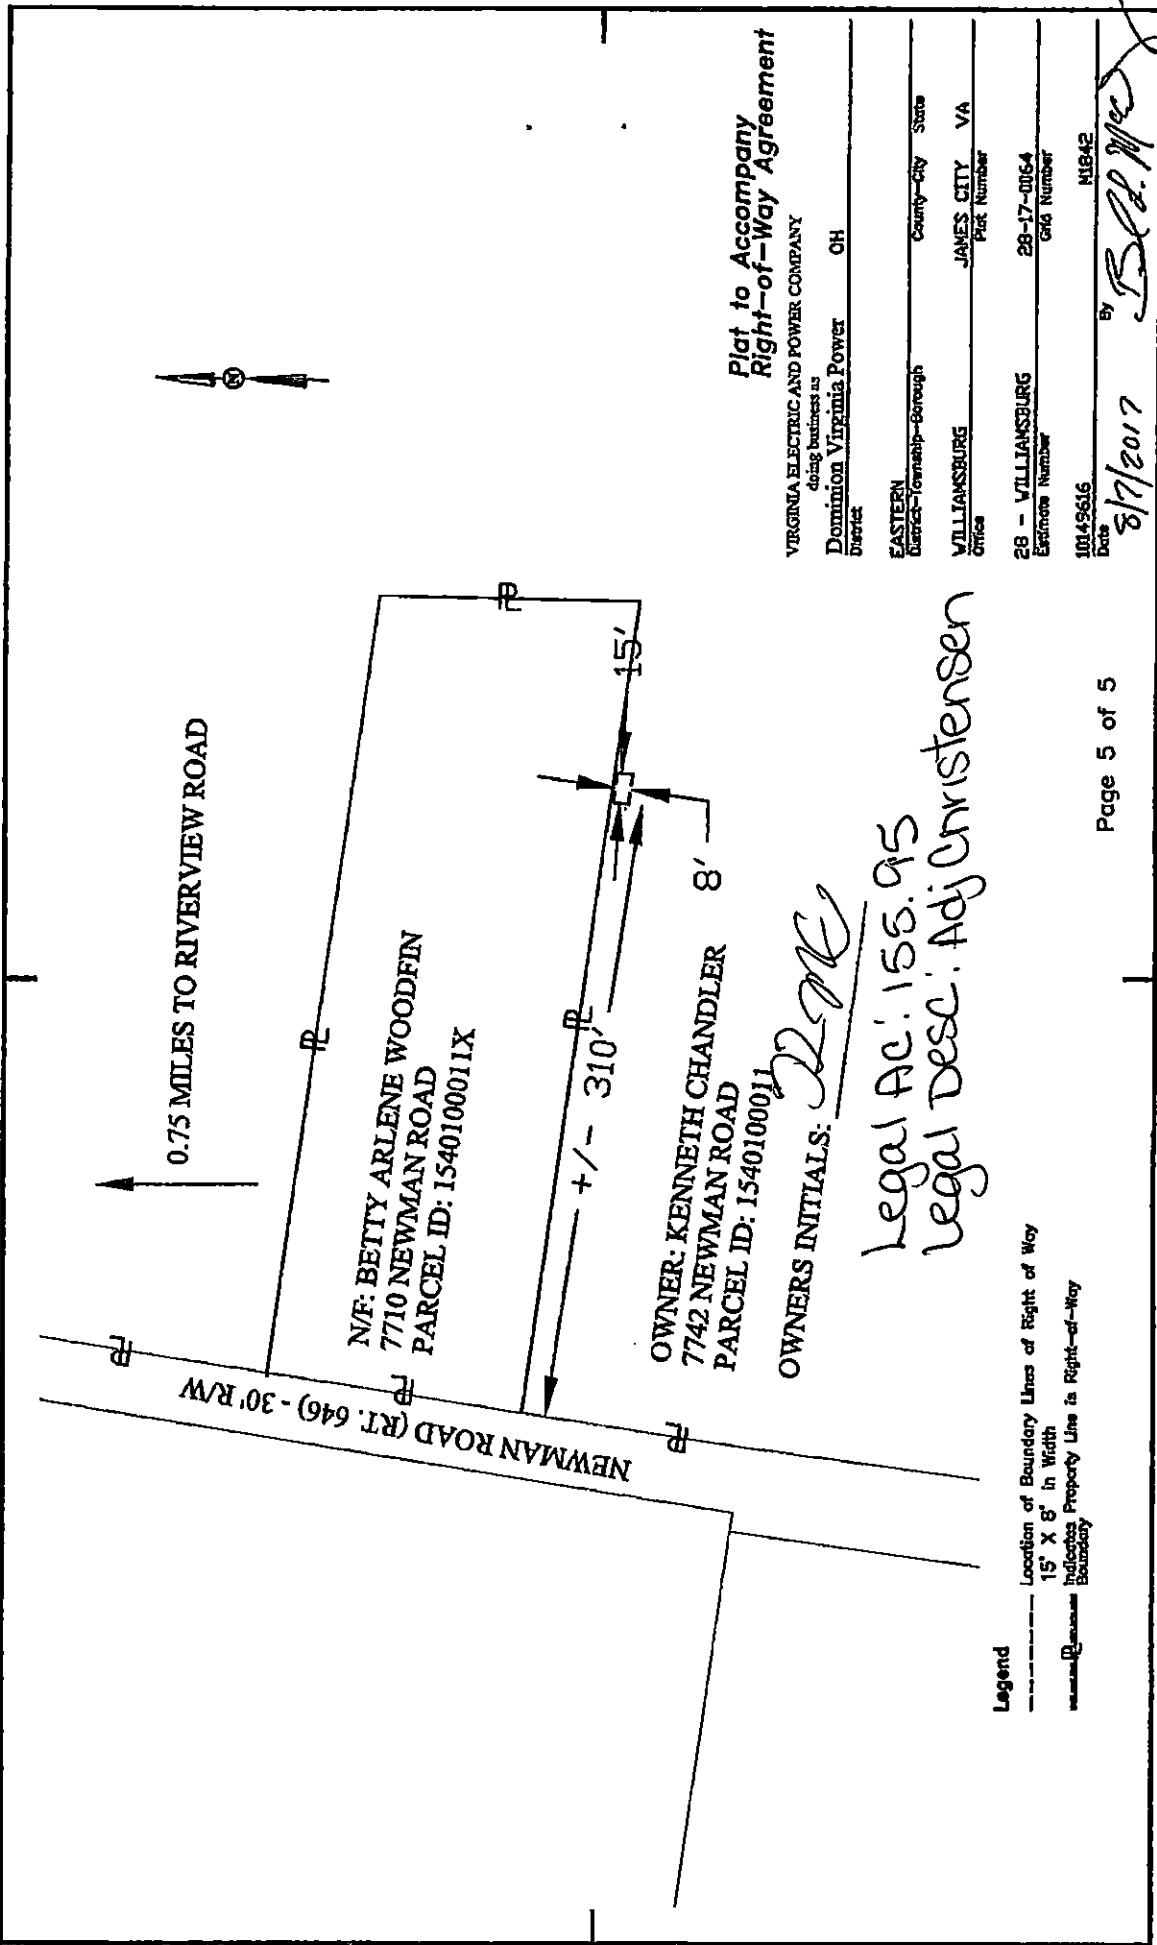 0.75 MILES TO RIVERVIEW ROAD
N
NEWMAN ROAD (RT. 646) - 30' R/W
N/F: BETTY ARLENE WOODFIN
7710 NEWMAN ROAD
PARCEL ID: 1540100011X
+/- 310'
15'
8'
OWNER: KENNETH CHANDLER
7742 NEWMAN ROAD
PARCEL ID: 1540100011
OWNERS INITIALS:
Legal AC: 155.95
Legal Desc: Adj Christensen
Legend
Location of Boundary Lines of Right of Way
15' X 8' in Width
Indicates Property Line is Right-of-Way
Boundary
Page 5 of 5
Plat to Accompany
Right-of-Way Agreement
VIRGINIA ELECTRIC AND POWER COMPANY
doing business as
Dominion Virginia Power OH
District
EASTERN
District-Township-Borough County-City State
WILLIAMSBURG JAMES CITY VA
Office Plat Number
28 - WILLIAMSBURG 28-17-0064
Estimate Number Grid Number
10149616 M1842
Date By
8/7/2017